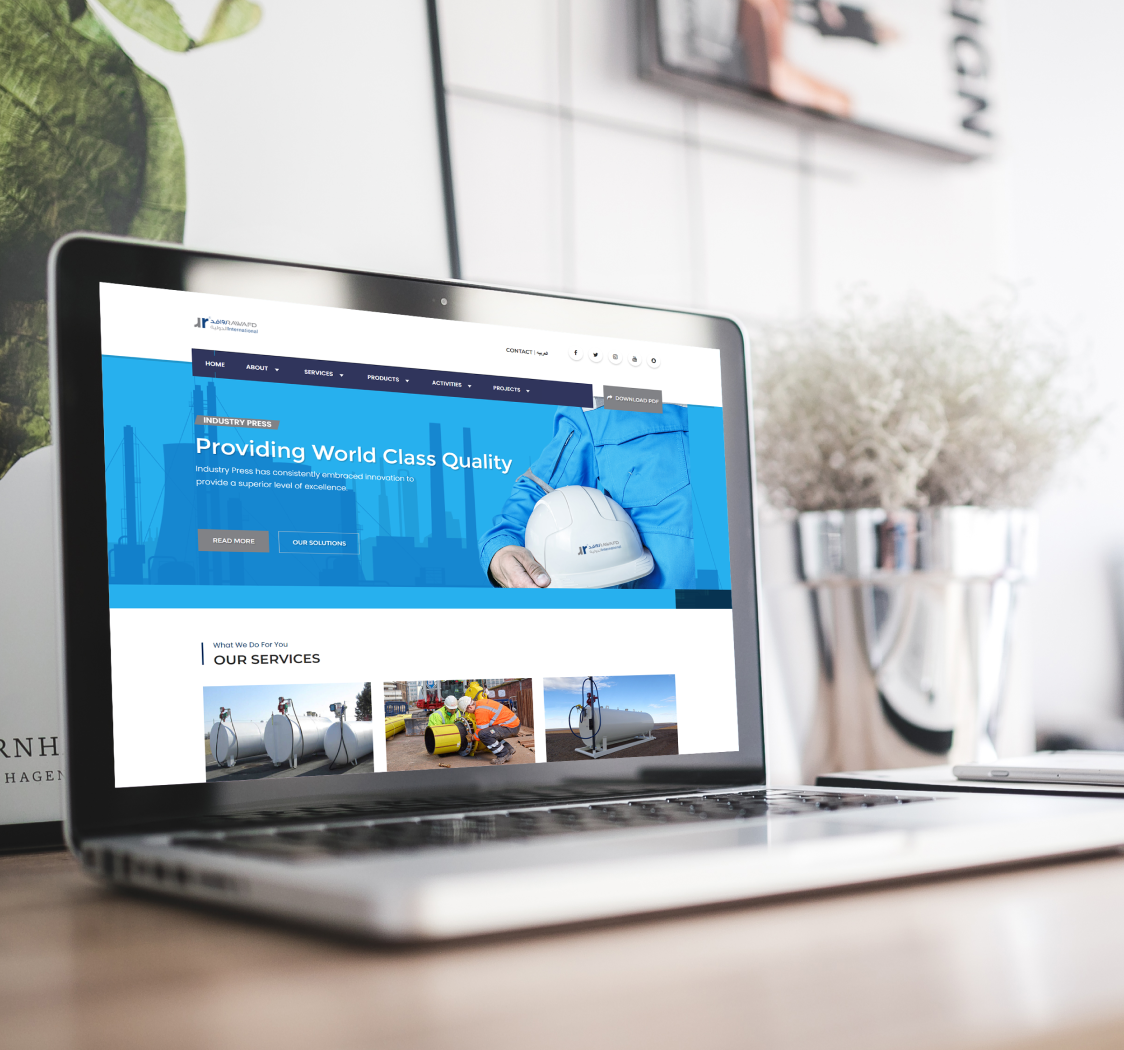 IGN
الدولية International
CONTACT | عربية
HOME ABOUT SERVICES PRODUCTS ACTIVITIES PROJECTS
DOWNLOAD PDF
INDUSTRY PRESS
Providing World Class Quality
Industry Press has consistently embraced innovation to
provide a superior level of excellence
READ MORE OUR SOLUTIONS
What We Do For You
OUR SERVICES
RNH
HAGEN